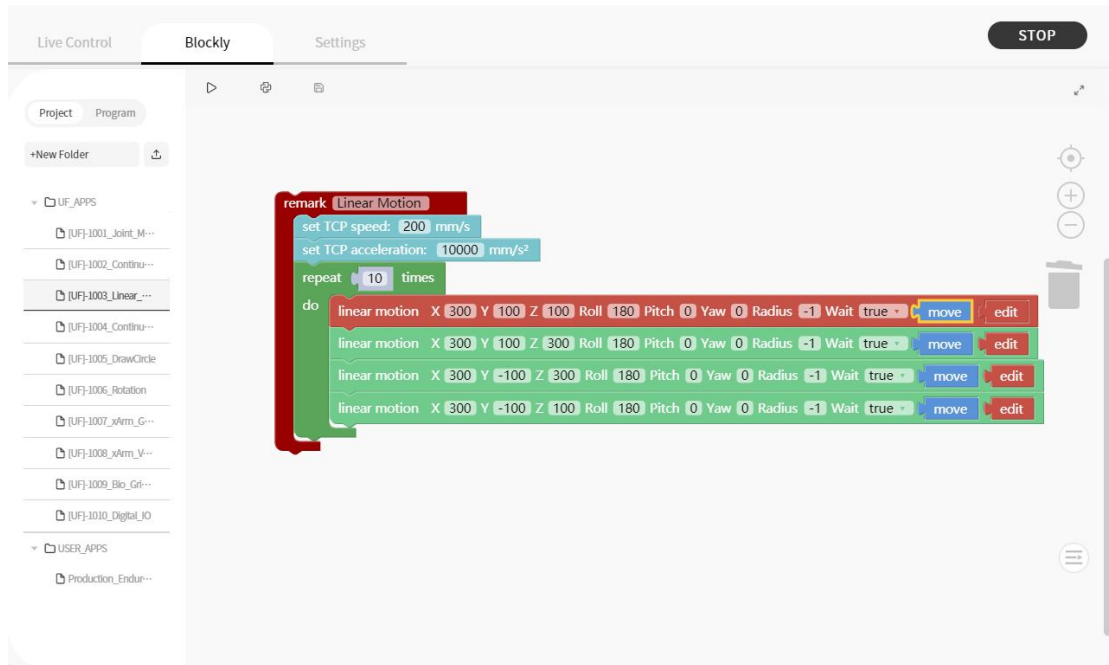 Live Control Blockly Settings STOP
Project Program
+New Folder
UF_APPS
[UF]-1001_Joint_M···
[UF]-1002_Continu···
[UF]-1003_Linear_···
[UF]-1004_Continu···
[UF]-1005_DrawCircle
[UF]-1006_Rotation
[UF]-1007_xArm_G···
[UF]-1008_xArm_V···
[UF]-1009_Bio_Gri···
[UF]-1010_Digital_IO
USER_APPS
Production_Endur···
remark Linear Motion
set TCP speed: 200 mm/s
set TCP acceleration: 10000 mm/s²
repeat 10 times
do linear motion X 300 Y 100 Z 100 Roll 180 Pitch 0 Yaw 0 Radius -1 Wait true move edit
linear motion X 300 Y 100 Z 300 Roll 180 Pitch 0 Yaw 0 Radius -1 Wait true move edit
linear motion X 300 Y -100 Z 300 Roll 180 Pitch 0 Yaw 0 Radius -1 Wait true move edit
linear motion X 300 Y -100 Z 100 Roll 180 Pitch 0 Yaw 0 Radius -1 Wait true move edit